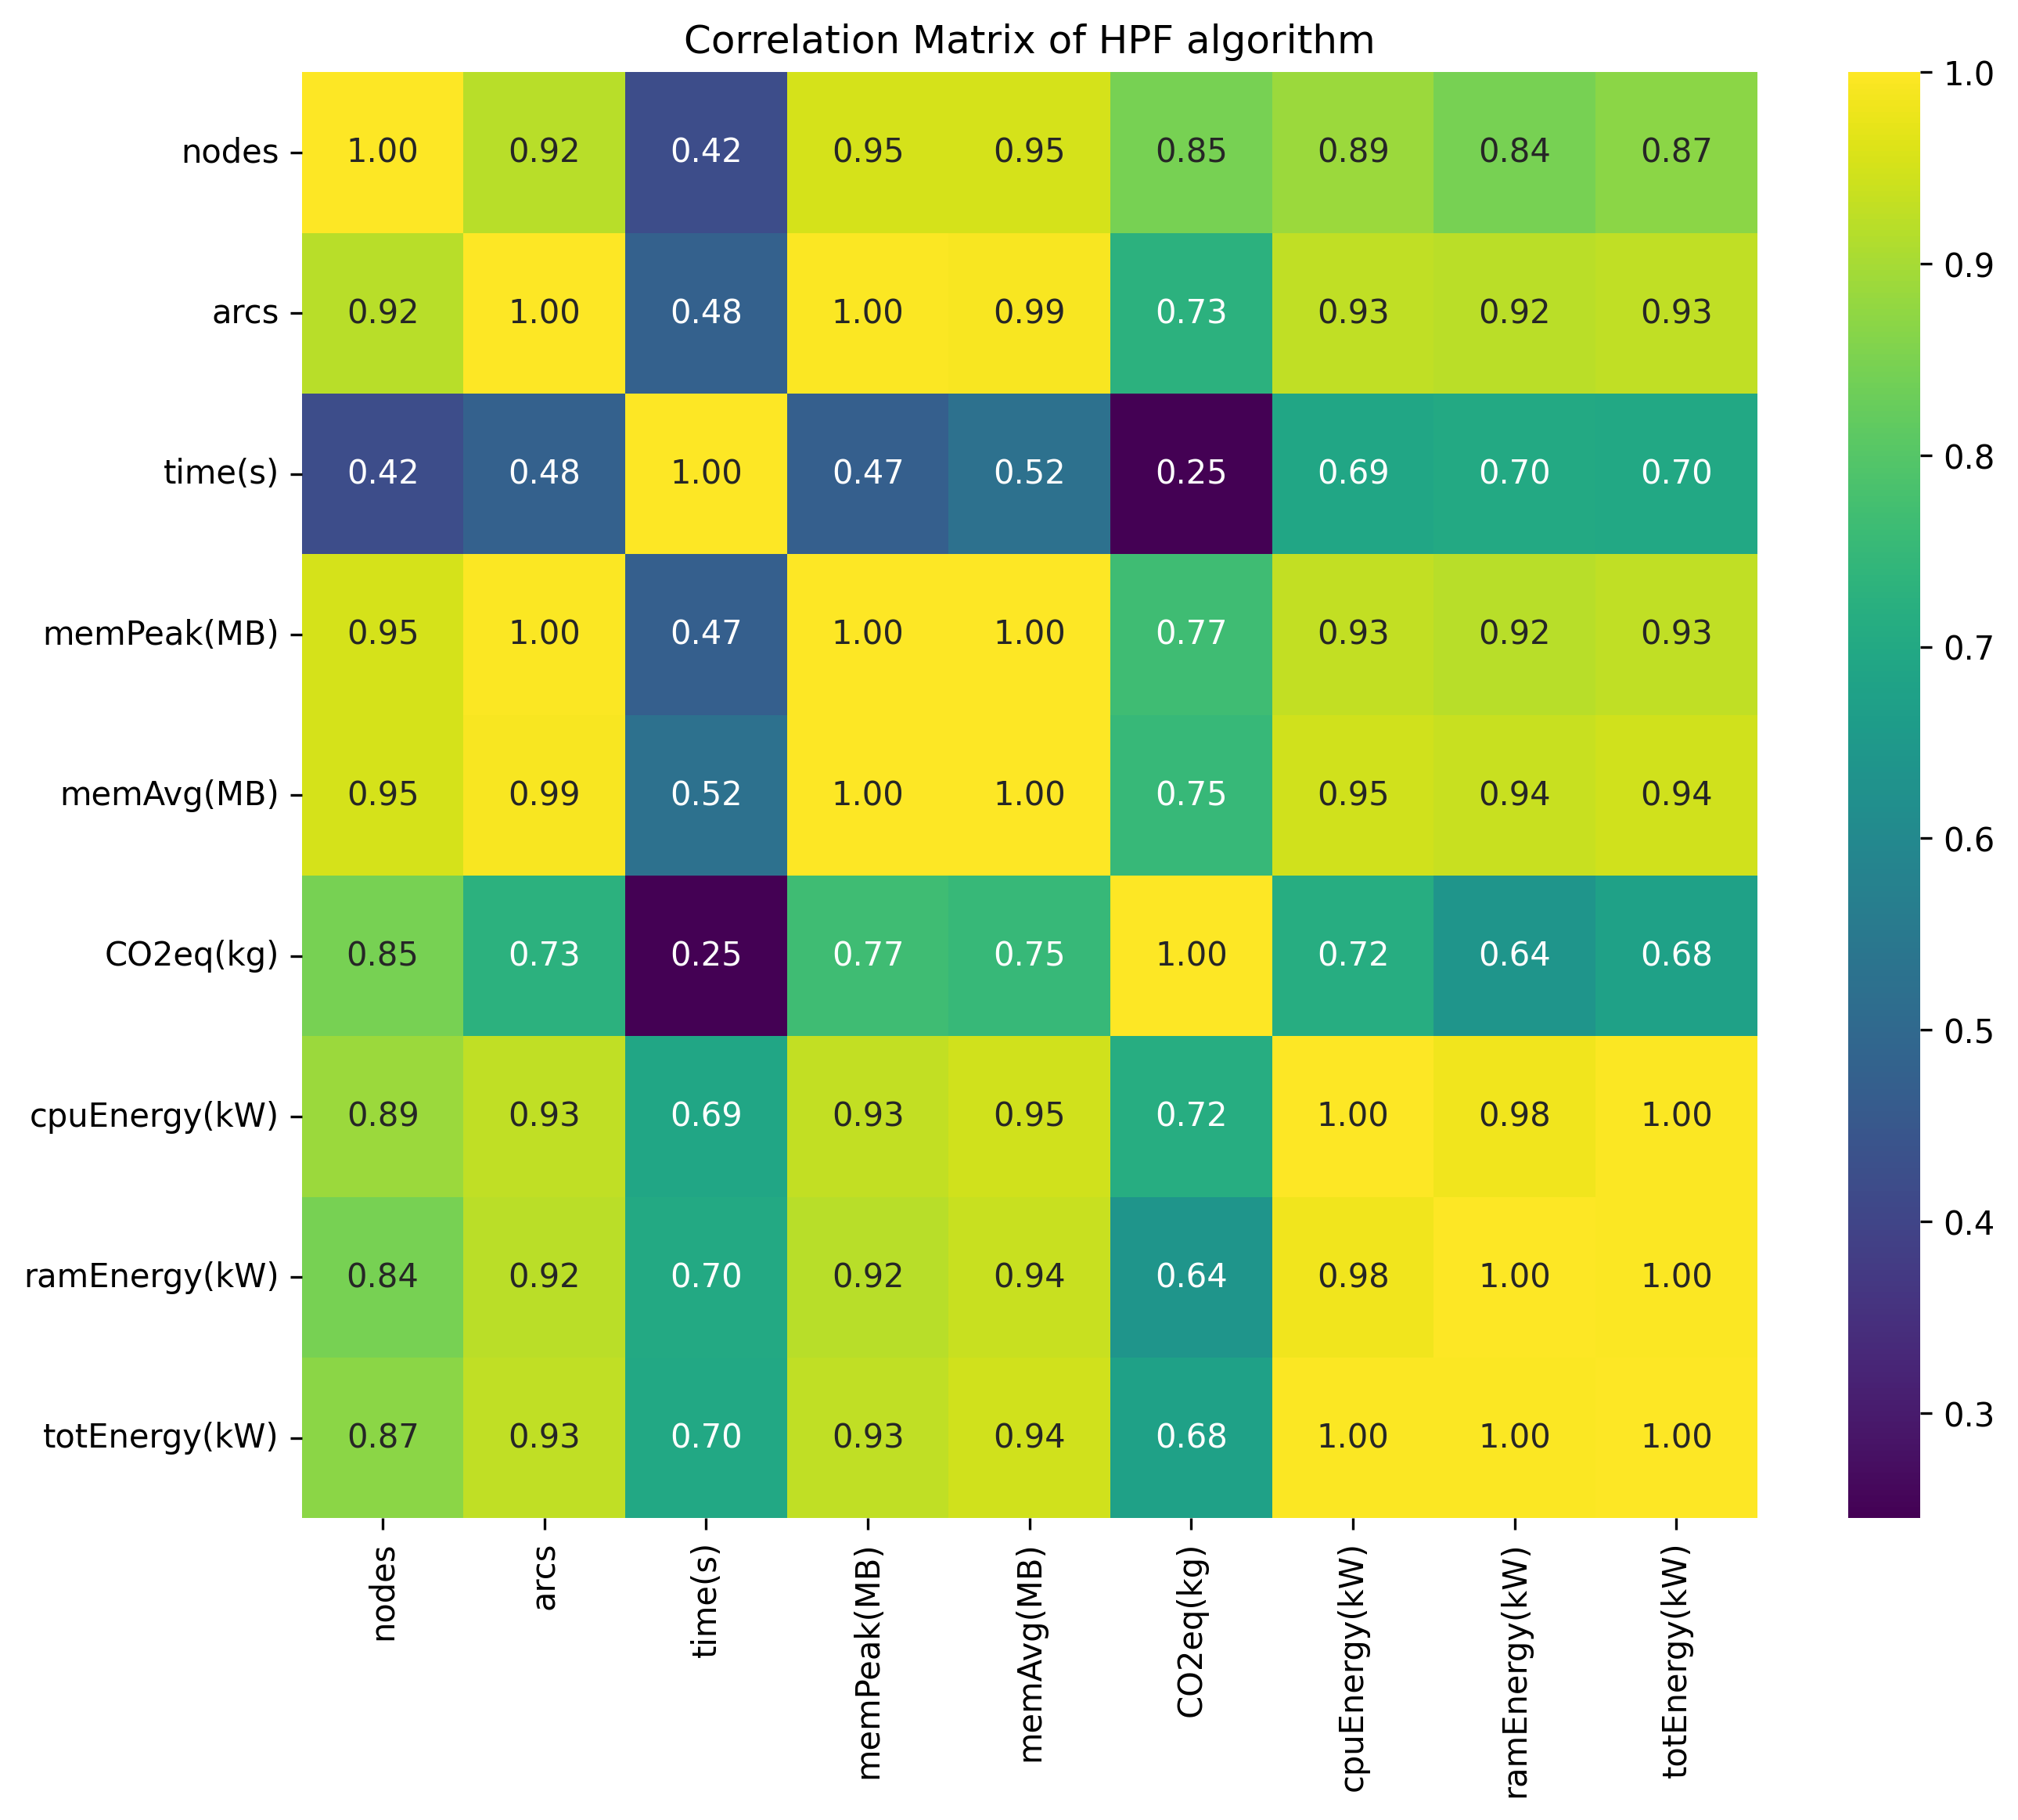 Correlation Matrix of HPF algorithm
nodes 1.00 0.92 0.42 0.95 0.95 0.85 0.89 0.84 0.87
arcs 0.92 1.00 0.48 1.00 0.99 0.73 0.93 0.92 0.93
time(s) 0.42 0.48 1.00 0.47 0.52 0.25 0.69 0.70 0.70
memPeak(MB) 0.95 1.00 0.47 1.00 1.00 0.77 0.93 0.92 0.93
memAvg(MB) 0.95 0.99 0.52 1.00 1.00 0.75 0.95 0.94 0.94
CO2eq(kg) 0.85 0.73 0.25 0.77 0.75 1.00 0.72 0.64 0.68
cpuEnergy(kW) 0.89 0.93 0.69 0.93 0.95 0.72 1.00 0.98 1.00
ramEnergy(kW) 0.84 0.92 0.70 0.92 0.94 0.64 0.98 1.00 1.00
totEnergy(kW) 0.87 0.93 0.70 0.93 0.94 0.68 1.00 1.00 1.00
nodes
arcs
time(s)
memPeak(MB)
memAvg(MB)
CO2eq(kg)
cpuEnergy(kW)
ramEnergy(kW)
totEnergy(kW)
1.0
0.9
0.8
0.7
0.6
0.5
0.4
0.3